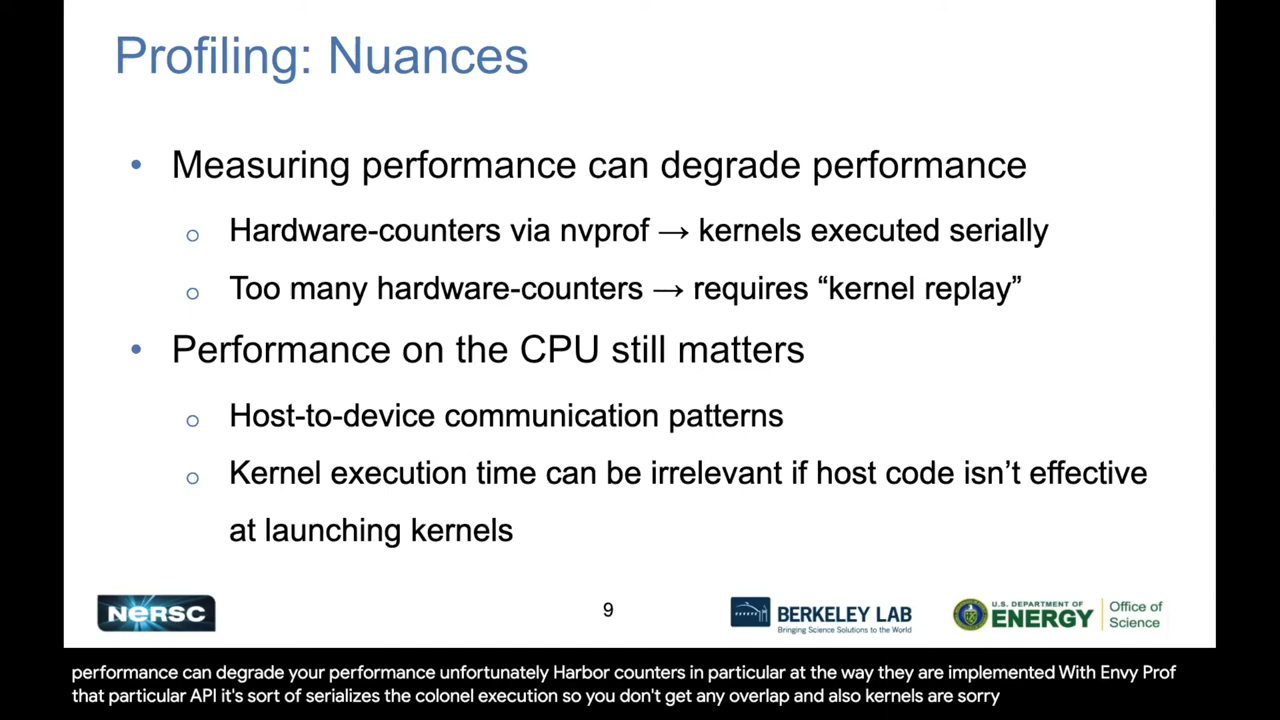 Profiling: Nuances
• Measuring performance can degrade performance
o Hardware-counters via nvprof → kernels executed serially
o Too many hardware-counters → requires “kernel replay”
• Performance on the CPU still matters
o Host-to-device communication patterns
o Kernel execution time can be irrelevant if host code isn’t effective
at launching kernels
NERSC
9
BERKELEY LAB
Bringing Science Solutions to the World
U.S. DEPARTMENT OF
ENERGY
Office of
Science
performance can degrade your performance unfortunately Harbor counters in particular at the way they are implemented With Envy Prof
that particular API it's sort of serializes the colonel execution so you don't get any overlap and also kernels are sorry